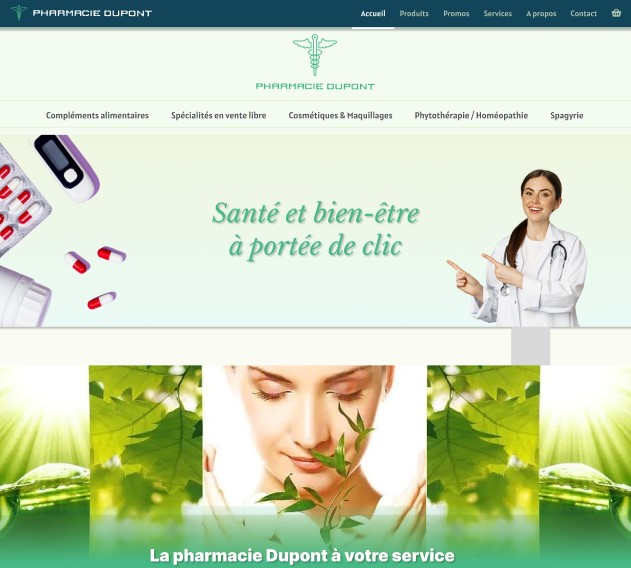 PHARMACIE DUPONT
Accueil Produits Promos Services A propos Contact
PHARMACIE DUPONT
Compléments alimentaires Spécialités en vente libre Cosmétiques & Maquillages Phytothérapie / Homéopathie Spagyrie
Santé et bien-être
à portée de clic
La pharmacie Dupont à votre service